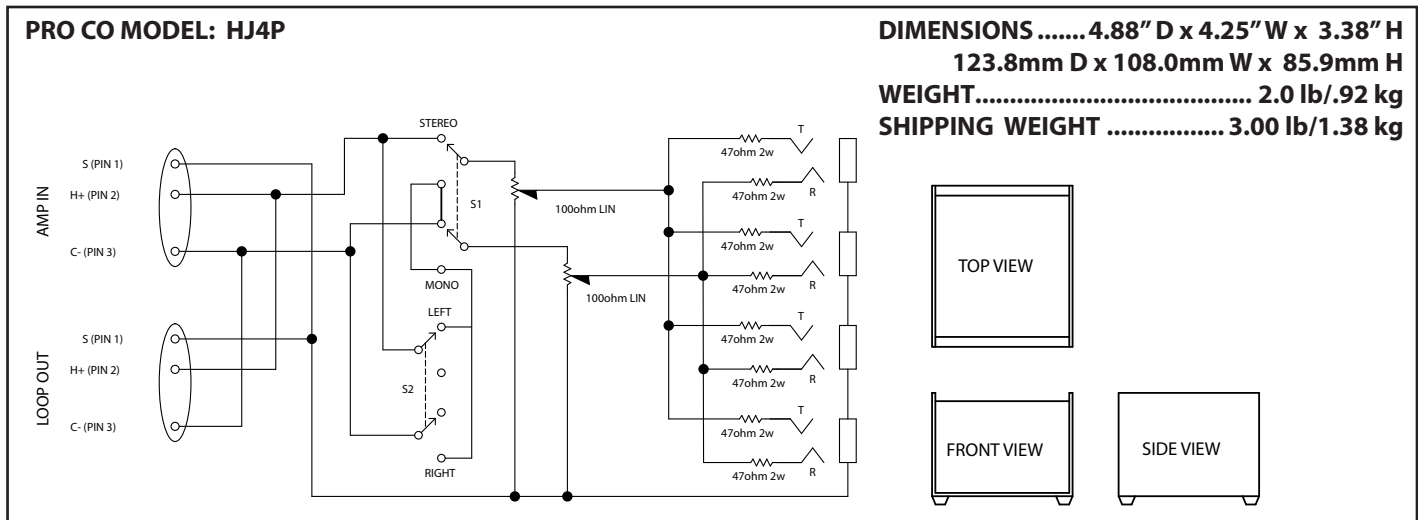 PRO CO MODEL: HJ4P
DIMENSIONS ....... 4.88” D x 4.25” W x 3.38” H
123.8mm D x 108.0mm W x 85.9mm H
WEIGHT........................................ 2.0 lb/.92 kg
SHIPPING WEIGHT ................. 3.00 lb/1.38 kg
AMP IN
S (PIN 1)
H+ (PIN 2)
C- (PIN 3)
LOOP OUT
S (PIN 1)
H+ (PIN 2)
C- (PIN 3)
STEREO
S1
MONO
LEFT
S2
RIGHT
100ohm LIN
100ohm LIN
T
47ohm 2w
R
47ohm 2w
T
47ohm 2w
R
47ohm 2w
T
47ohm 2w
R
47ohm 2w
T
47ohm 2w
R
47ohm 2w
TOP VIEW
FRONT VIEW
SIDE VIEW